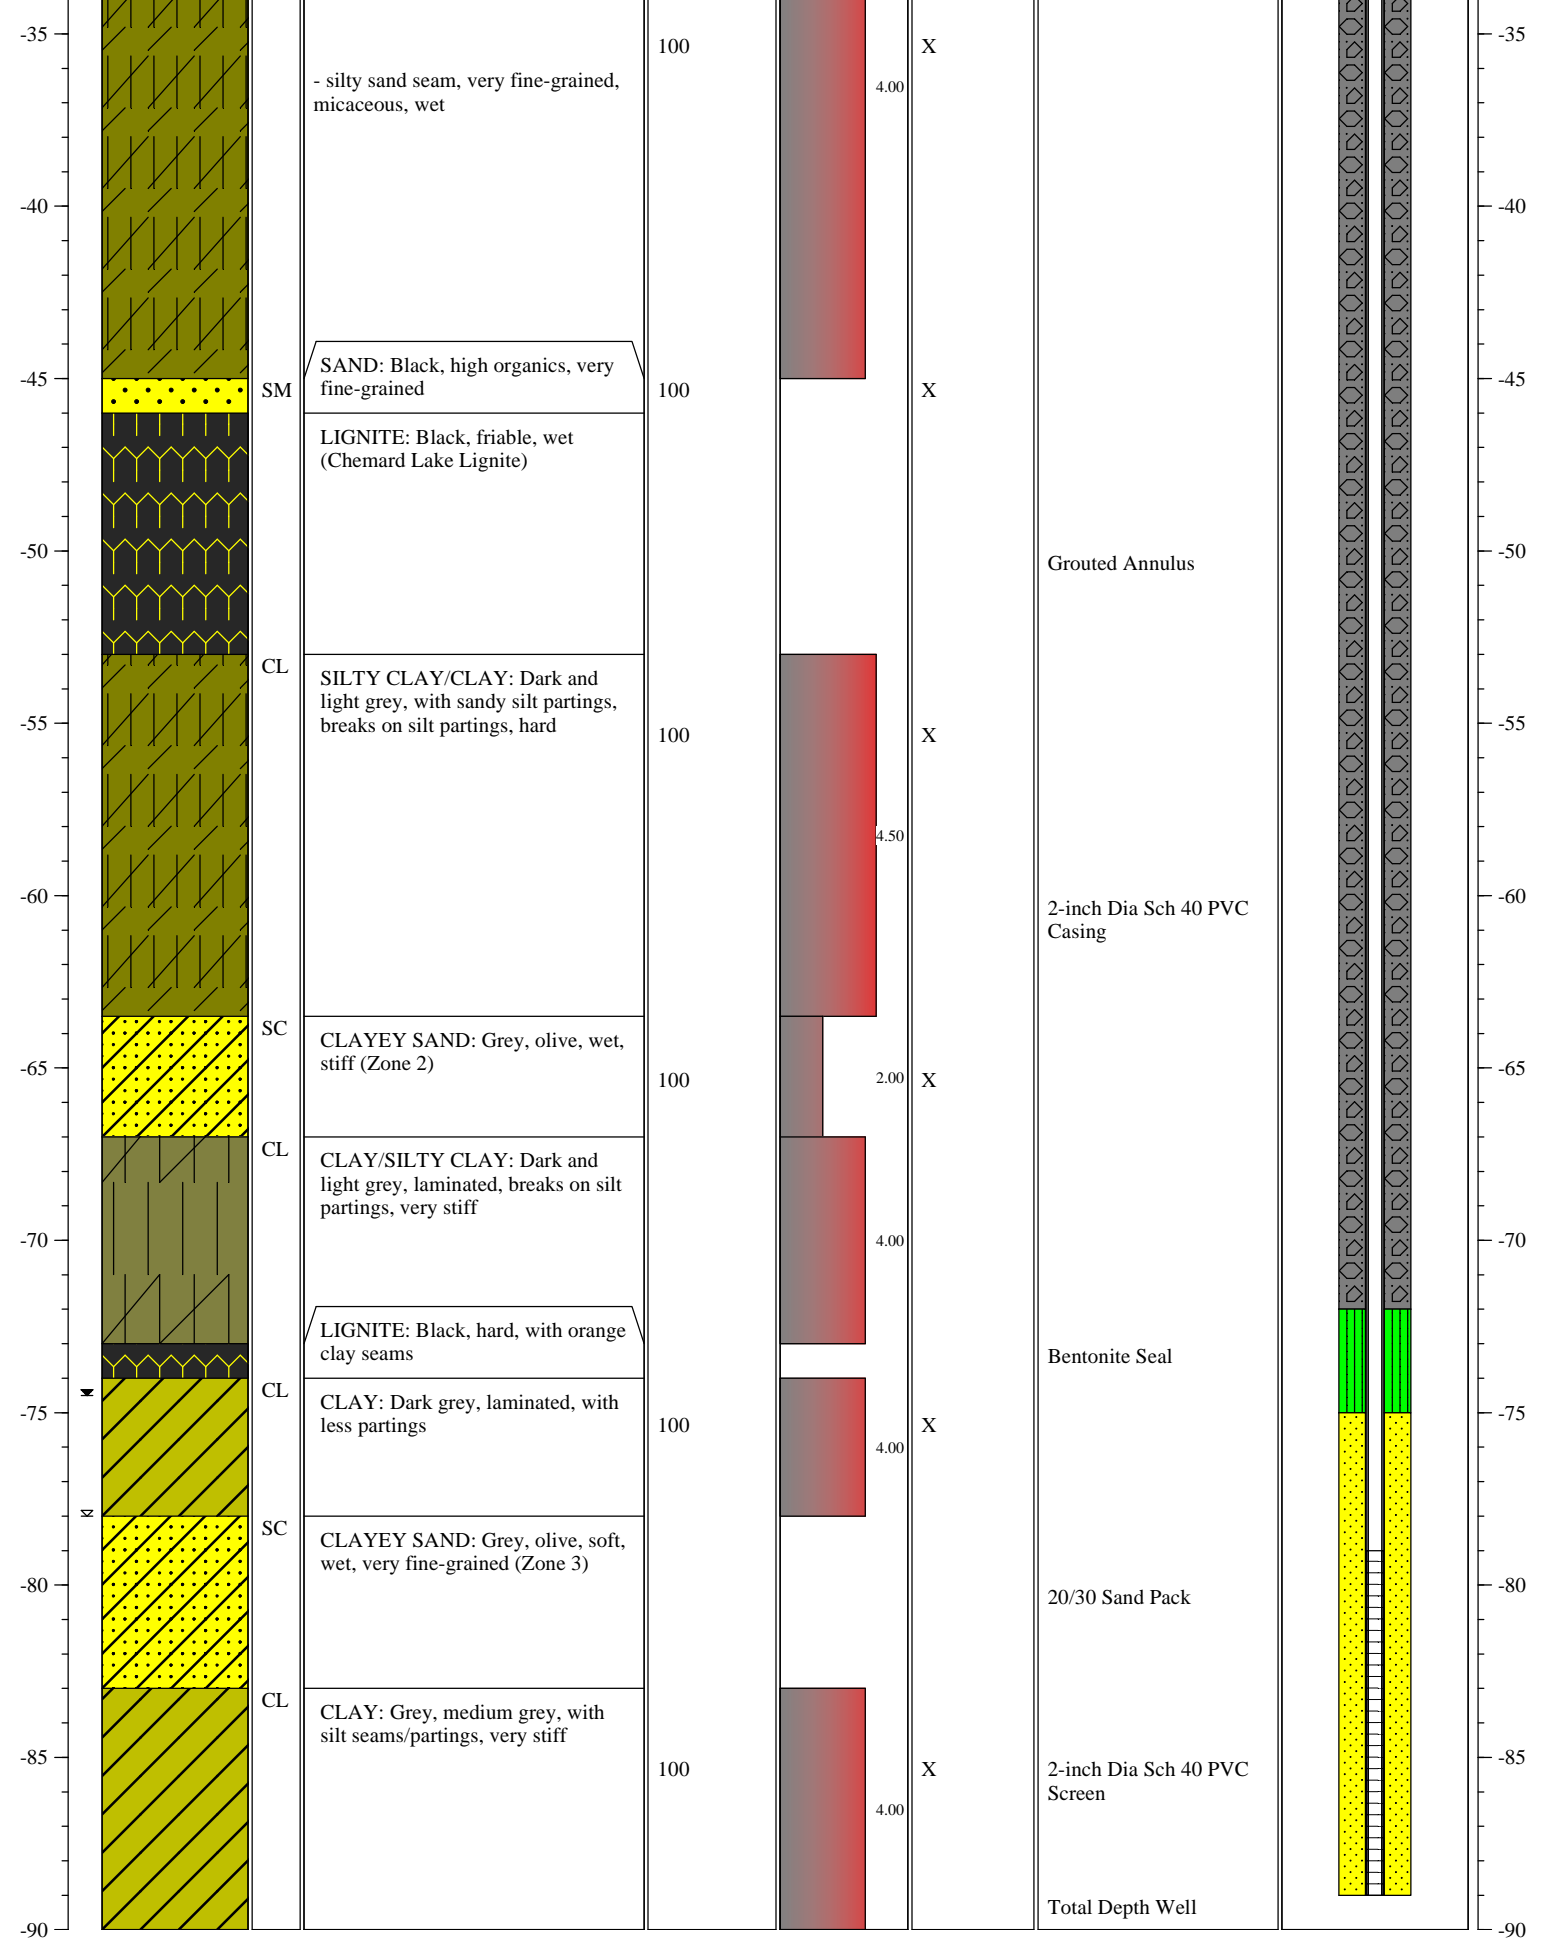 -35
100
X
-35
- silty sand seam, very fine-grained,
micaceous, wet
4.00
-40
-40
SAND: Black, high organics, very
fine-grained
-45
SM
100
X
-45
LIGNITE: Black, friable, wet
(Chemard Lake Lignite)
-50
Grouted Annulus
-50
CL
SILTY CLAY/CLAY: Dark and
light grey, with sandy silt partings,
breaks on silt partings, hard
-55
100
X
-55
4.50
-60
2-inch Dia Sch 40 PVC
Casing
-60
SC
CLAYEY SAND: Grey, olive, wet,
stiff (Zone 2)
-65
100
2.00
X
-65
CL
CLAY/SILTY CLAY: Dark and
light grey, laminated, breaks on silt
partings, very stiff
-70
4.00
-70
LIGNITE: Black, hard, with orange
clay seams
Bentonite Seal
CL
CLAY: Dark grey, laminated, with
less partings
-75
100
4.00
X
-75
SC
CLAYEY SAND: Grey, olive, soft,
wet, very fine-grained (Zone 3)
-80
20/30 Sand Pack
-80
CL
CLAY: Grey, medium grey, with
silt seams/partings, very stiff
-85
100
4.00
X
2-inch Dia Sch 40 PVC
Screen
-85
Total Depth Well
-90
-90